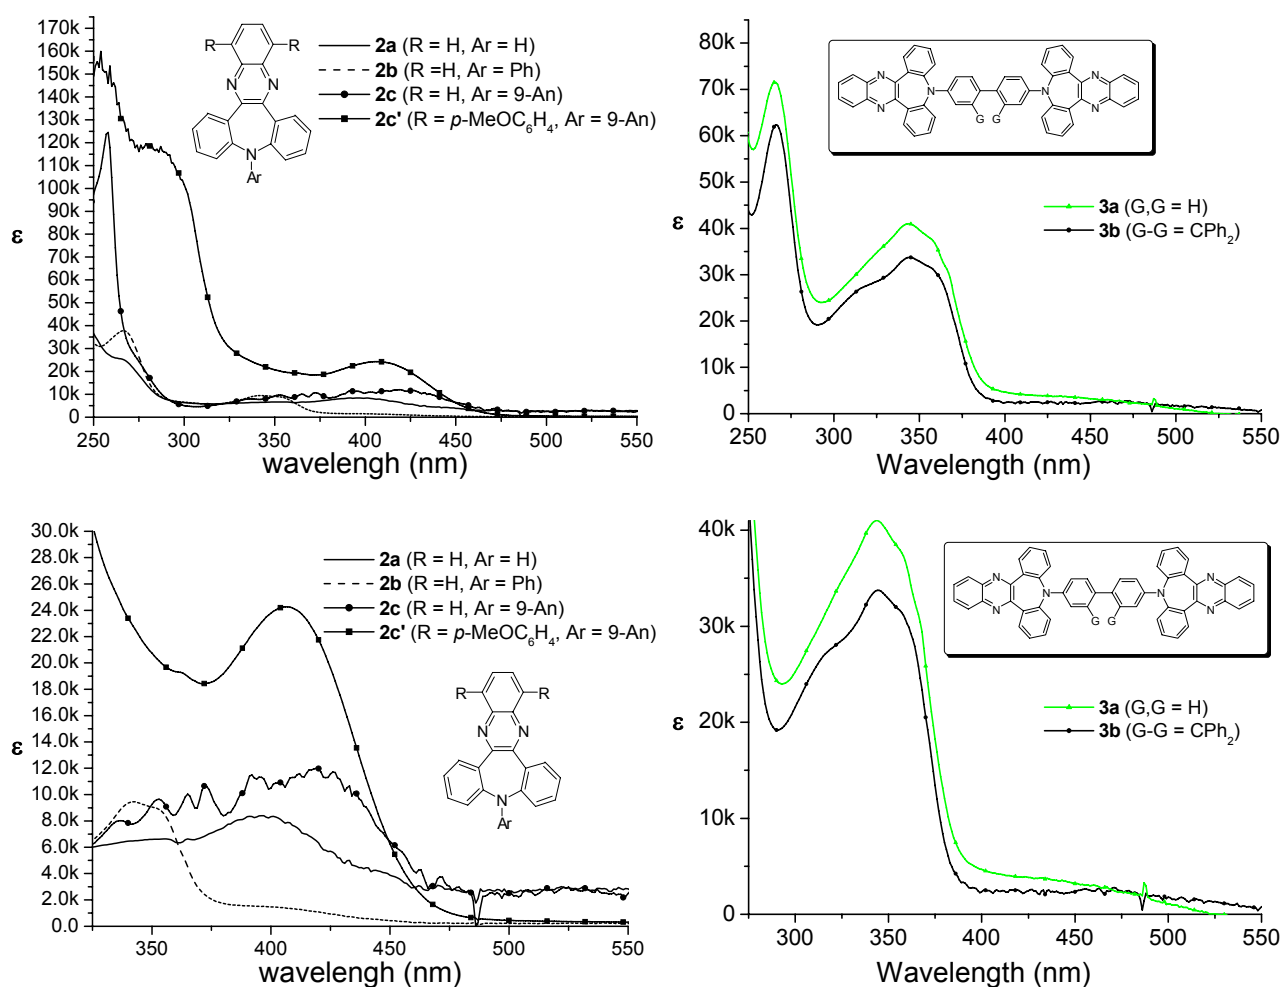 170k
160k
150k
140k
130k
120k
110k
100k
90k
80k
70k
60k
50k
40k
30k
20k
10k
0
ε
250 300 350 400 450 500 550
wavelengh (nm)
R R
N N
N
Ar
2a (R = H, Ar = H)
2b (R =H, Ar = Ph)
2c (R = H, Ar = 9-An)
2c' (R = p-MeOC6H4, Ar = 9-An)
80k
70k
60k
50k
40k
30k
20k
10k
0
ε
250 300 350 400 450 500 550
Wavelength (nm)
N N
N N
N N
G G
3a (G,G = H)
3b (G-G = CPh2)
30.0k
28.0k
26.0k
24.0k
22.0k
20.0k
18.0k
16.0k
14.0k
12.0k
10.0k
8.0k
6.0k
4.0k
2.0k
0.0
ε
350 400 450 500 550
wavelengh (nm)
2a (R = H, Ar = H)
2b (R =H, Ar = Ph)
2c (R = H, Ar = 9-An)
2c' (R = p-MeOC6H4, Ar = 9-An)
R R
N N
N
Ar
40k
30k
20k
10k
0
ε
300 350 400 450 500 550
Wavelength (nm)
N N
N N
N N
G G
3a (G,G = H)
3b (G-G = CPh2)